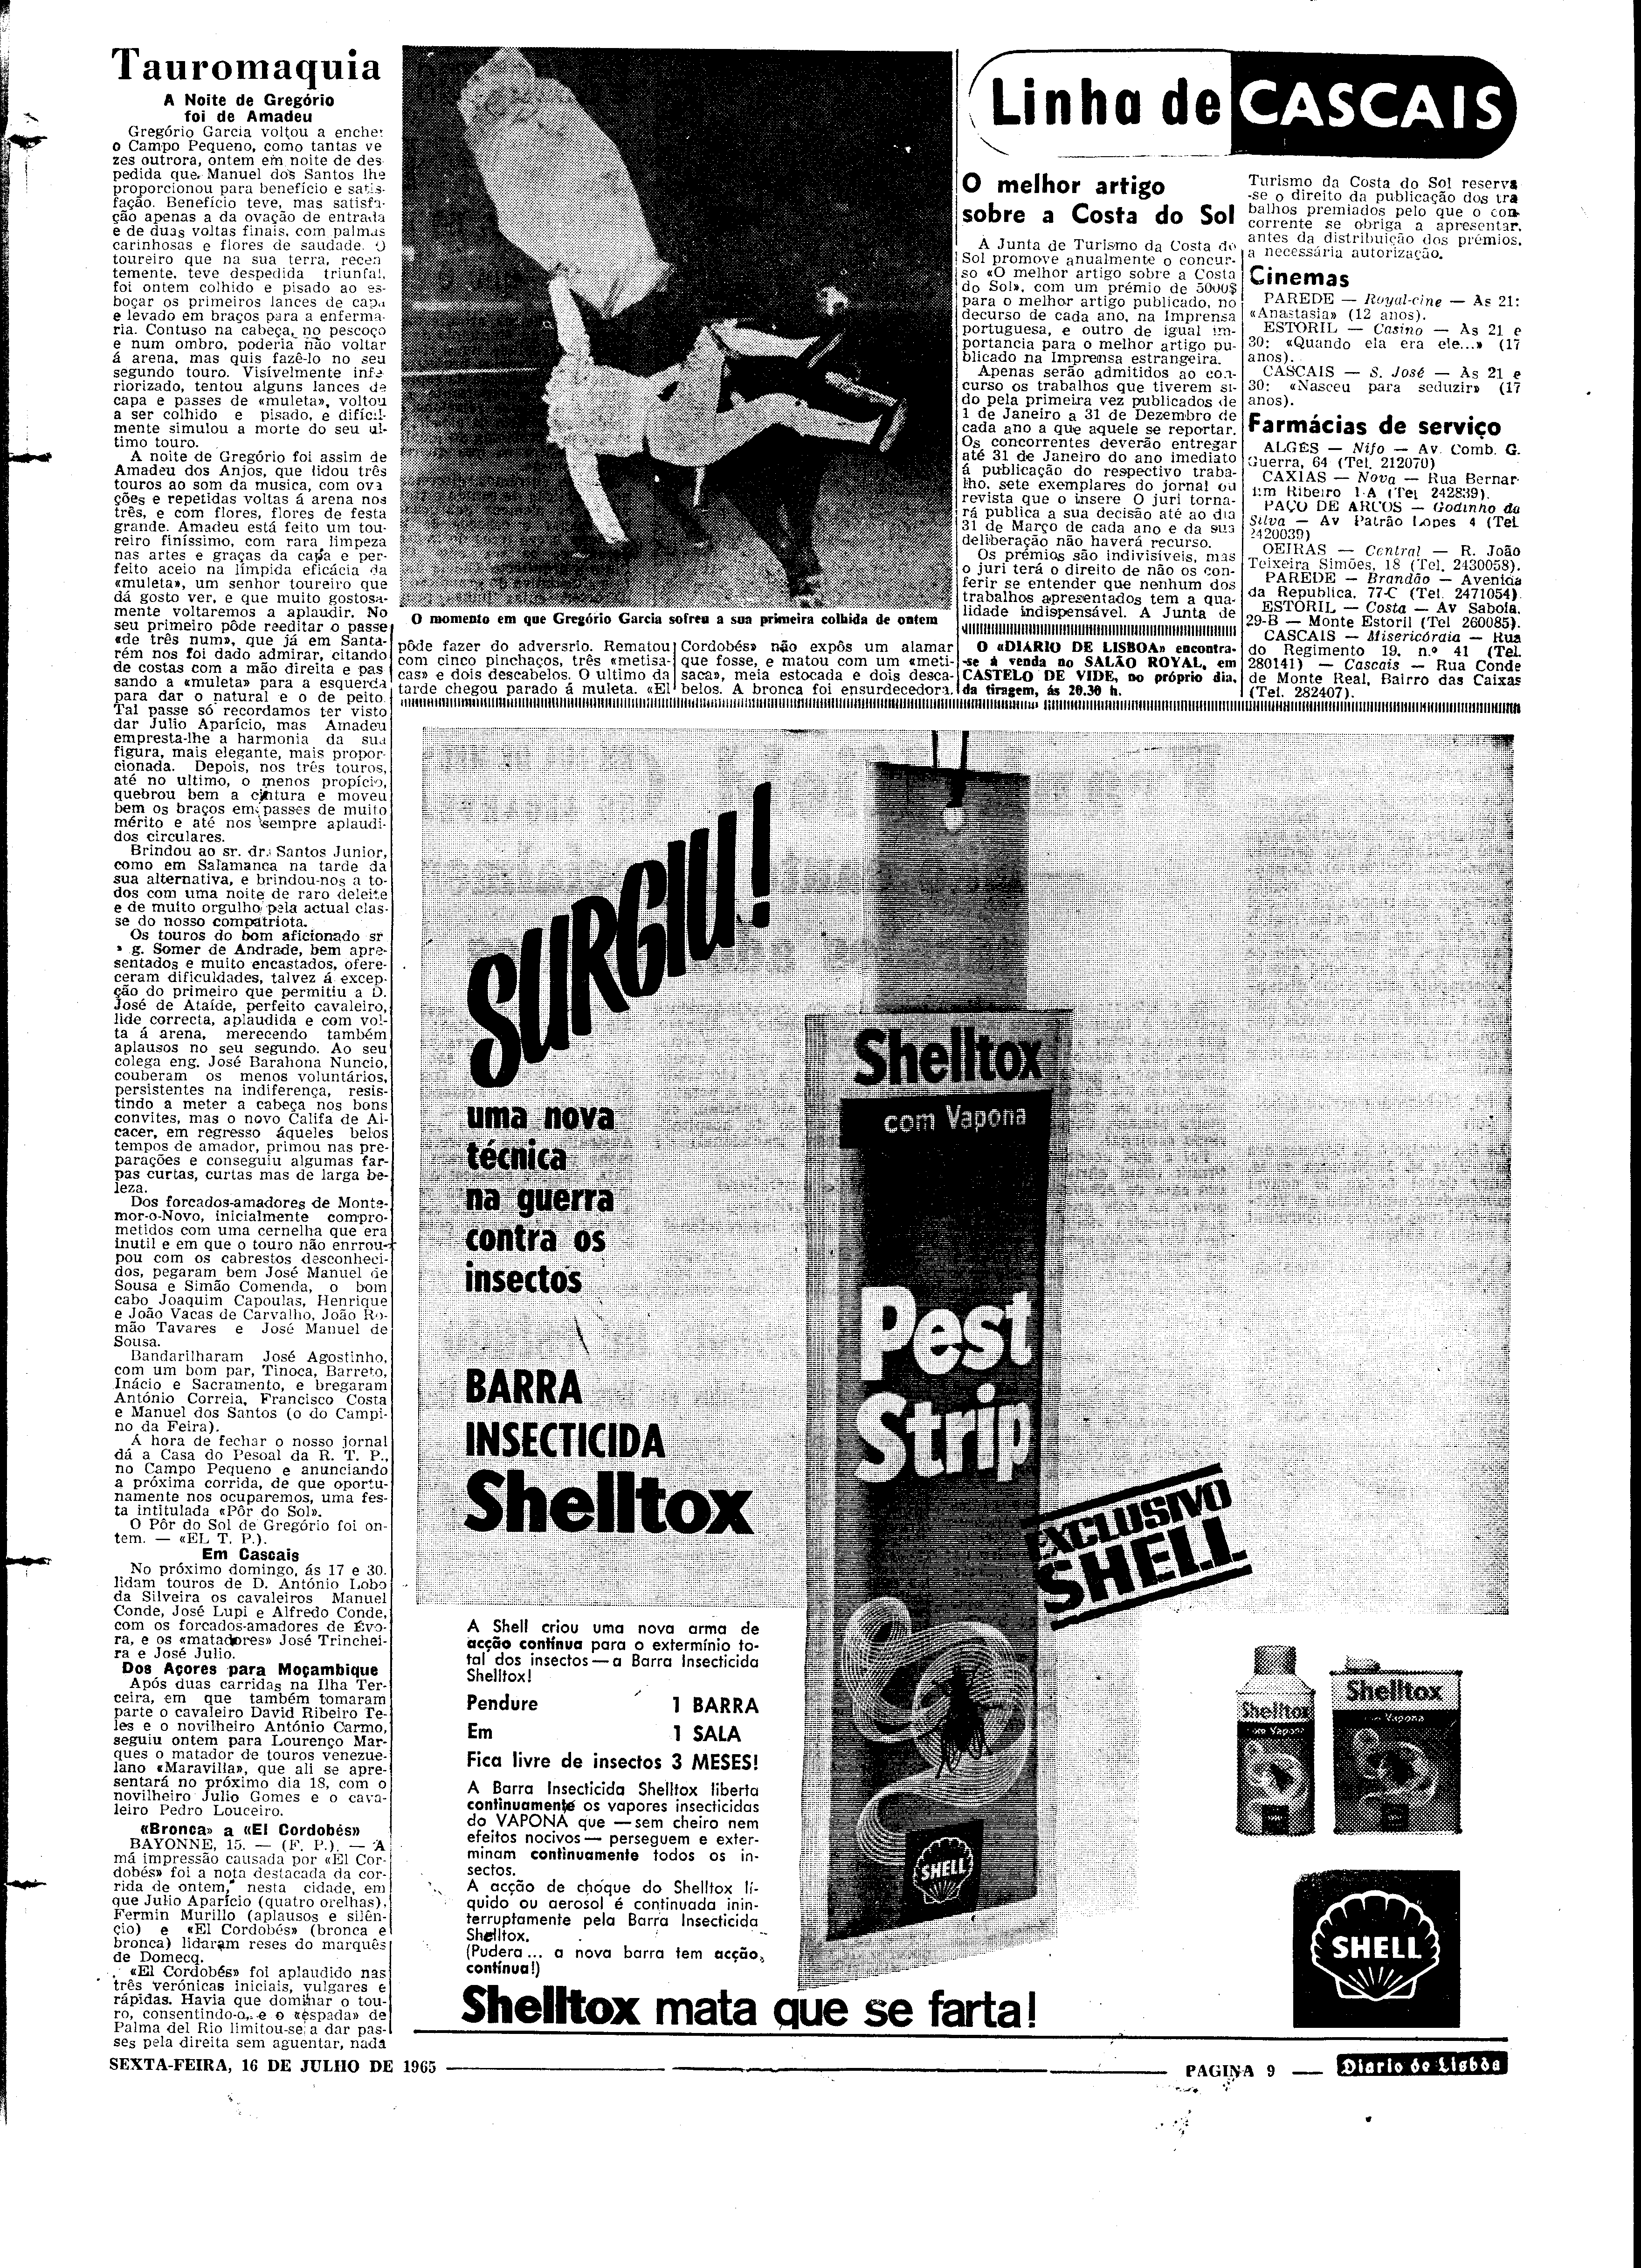 Tauromaquia
A Noite de Gregório
foi de Amadeu
Gregório Garcia voltou a encher
o Campo Pequeno, como tantas ve
zes outrora, ontem em noite de des
pedida que Manuel dos Santos lhe
proporcionou para benefício e satis-
fação. Benefício teve, mas satisfa-
ção apenas a da ovação de entrada
e de duas voltas finais, com palmas
carinhosas e flores de saudade. O
toureiro que na sua terra, recen
temente, teve despedida triunfal,
foi ontem colhido e pisado ao es-
boçar os primeiros lances de capa
e levado em braços para a enferma-
ria. Contuso na cabeça, no pescoço
e num ombro, poderia não voltar
á arena, mas quis fazê-lo no seu
segundo touro. Visívelmente infe
riorizado, tentou alguns lances de
capa e passes de «muleta», voltou
a ser colhido e pisado, e dificil-
mente simulou a morte do seu ul-
timo touro.
A noite de Gregório foi assim de
Amadeu dos Anjos, que lidou três
touros ao som da musica, com ova
ções e repetidas voltas á arena nos
três, e com flores, flores de festa
grande. Amadeu está feito um tou-
reiro finíssimo, com rara limpeza
nas artes e graças da capa e per-
feito aceio na límpida eficácia da
«muleta», um senhor toureiro que
dá gosto ver, e que muito gostosa-
mente voltaremos a aplaudir. No
seu primeiro pôde reeditar o passe
«de três num», que já em Santa-
rém nos foi dado admirar, citando
de costas com a mão direita e pas
sando a «muleta» para a esquerda
para dar o natural e o de peito.
Tal passe só recordamos ter visto
dar Julio Aparício, mas Amadeu
empresta-lhe a harmonia da sua
figura, mais elegante, mais propor-
cionada. Depois, nos três touros,
até no ultimo, o menos propício,
quebrou bem a cintura e moveu
bem os braços em passes de muito
mérito e até nos sempre aplaudi-
dos circulares.
Brindou ao sr. dr. Santos Junior,
como em Salamanca na tarde da
sua alternativa, e brindou-nos a to-
dos com uma noite de raro deleite
e de muito orgulho pela actual clas-
se do nosso compatriota.
Os touros do bom aficionado sr
g. Somer de Andrade, bem apre-
sentados e muito encastados, ofere-
ceram dificuldades, talvez á excep-
ção do primeiro que permitiu a D.
José de Ataíde, perfeito cavaleiro,
lide correcta, aplaudida e com vol-
ta á arena, merecendo também
aplausos no seu segundo. Ao seu
colega eng. José Barahona Nuncio,
couberam os menos voluntários,
persistentes na indiferença, resis-
tindo a meter a cabeça nos bons
convites, mas o novo Califa de Al-
cacer, em regresso áqueles belos
tempos de amador, primou nas pre-
parações e conseguiu algumas far-
pas curtas, curtas mas de larga be-
leza.
Dos forcados-amadores de Monte-
mor-o-Novo, inicialmente compro-
metidos com uma cernelha que era
inutil e em que o touro não enrrou-
pou com os cabrestos desconheci-
dos, pegaram bem José Manuel de
Sousa e Simão Comenda, o bom
cabo Joaquim Capoulas, Henrique
e João Vacas de Carvalho, João Ro-
mão Tavares e José Manuel de
Sousa.
Bandarilharam José Agostinho,
com um bom par, Tinoca, Barreto,
Inácio e Sacramento, e bregaram
António Correia, Francisco Costa
e Manuel dos Santos (o do Campi-
no da Feira).
A hora de fechar o nosso jornal
dá a Casa do Pesoal da R. T. P.,
no Campo Pequeno e anunciando
a próxima corrida, de que oportu-
namente nos ocuparemos, uma fes-
ta intitulada «Pôr do Sol».
O Pôr do Sol de Gregório foi on-
tem. — «EL T. P.).
Em Cascais
No próximo domingo, ás 17 e 30.
lidam touros de D. António Lobo
da Silveira os cavaleiros Manuel
Conde, José Lupi e Alfredo Conde,
com os forcados-amadores de Évo-
ra, e os «matadores» José Trinchei-
ra e José Julio.
Dos Açores para Moçambique
Após duas carridas na Ilha Ter-
ceira, em que também tomaram
parte o cavaleiro David Ribeiro Te-
les e o novilheiro António Carmo,
seguiu ontem para Lourenço Mar-
ques o matador de touros venezue-
lano «Maravilla», que ali se apre-
sentará no próximo dia 18, com o
novilheiro Julio Gomes e o cava-
leiro Pedro Louceiro.
«Bronca» a «El Cordobés»
BAYONNE, 15. — (F. P.). — A
má impressão causada por «El Cor-
dobés» foi a nota destacada da cor-
rida de ontem, nesta cidade, em
que Julio Aparício (quatro orelhas),
Fermin Murillo (aplausos e silên-
cio) e «El Cordobés» (bronca e
bronca) lidaram reses do marquês
de Domecq.
«El Cordobés» foi aplaudido nas
três verónicas iniciais, vulgares e
rápidas. Havia que dominar o tou-
ro, consentindo-o, e o «espada» de
Palma del Rio limitou-se a dar pas-
ses pela direita sem aguentar, nada
O momento em que Gregório Garcia sofreu a sua primeira colhida de ontem
pôde fazer do adversrio. Rematou
com cinco pinchaços, três «metisa-
cas» e dois descabelos. O ultimo da
tarde chegou parado á muleta. «El
Cordobés» não expôs um alamar
que fosse, e matou com um «meti-
saca», meia estocada e dois desca-
belos. A bronca foi ensurdecedora.
Linha de CASCAIS
O melhor artigo
sobre a Costa do Sol
A Junta de Turismo da Costa do
Sol promove anualmente o concur-
so «O melhor artigo sobre a Costa
do Sol», com um prémio de 5000$
para o melhor artigo publicado, no
decurso de cada ano, na Imprensa
portuguesa, e outro de igual im-
portancia para o melhor artigo pu-
blicado na Imprensa estrangeira.
Apenas serão admitidos ao con-
curso os trabalhos que tiverem si-
do pela primeira vez publicados de
1 de Janeiro a 31 de Dezembro de
cada ano a que aquele se reportar.
Os concorrentes deverão entregar
até 31 de Janeiro do ano imediato
á publicação do respectivo traba-
lho, sete exemplares do jornal ou
revista que o insere O juri torna-
rá publica a sua decisão até ao dia
31 de Março de cada ano e da sua
deliberação não haverá recurso.
Os prémios são indivisíveis, mas
o juri terá o direito de não os con-
ferir se entender que nenhum dos
trabalhos apresentados tem a qua-
lidade indispensável. A Junta de
O «DIARIO DE LISBOA» encontra-
-se á venda no SALÃO ROYAL, em
CASTELO DE VIDE, no próprio dia,
da tiragem, ás 20.30 h.
Turismo da Costa do Sol reserva
-se o direito da publicação dos tra
balhos premiados pelo que o con-
corrente se obriga a apresentar,
antes da distribuição dos prémios,
a necessária autorização.
Cinemas
PAREDE — Royal-cine — As 21:
«Anastasia» (12 anos).
ESTORIL — Casino — As 21 e
30: «Quando ela era ele...» (17
anos).
CASCAIS — S. José — As 21 e
30: «Nasceu para seduzir» (17
anos).
Farmácias de serviço
ALGÉS — Nifo — Av. Comb. G.
Guerra, 64 (Tel. 212070)
CAXIAS — Nova — Rua Bernar-
dim Ribeiro 1-A (Tel 242839).
PAÇO DE ARCOS — Godinho da
Silva — Av Patrão Lopes 4 (Tel.
2420039)
OEIRAS — Central — R. João
Teixeira Simões, 18 (Tel. 2430058).
PAREDE — Brandão — Avenida
da Republica, 77-C (Tel. 2471054).
ESTORIL — Costa — Av Saboia,
29-B — Monte Estoril (Tel 260085).
CASCAIS — Misericórdia — Rua
do Regimento 19, n.º 41 (Tel.
280141) — Cascais — Rua Conde
de Monte Real, Bairro das Caixas
(Tel. 282407).
SURGIU!
uma nova
técnica
na guerra
contra os
insectos
BARRA
INSECTICIDA
Shelltox
Shelltox
com Vapona
Pest
Strip
EXCLUSIVO
SHELL
SHELL
A Shell criou uma nova arma de
acção contínua para o extermínio to-
tal dos insectos — a Barra Insecticida
Shelltox!
Pendure 1 BARRA
Em 1 SALA
Fica livre de insectos 3 MESES!
A Barra Insecticida Shelltox liberta
continuamente os vapores insecticidas
do VAPONA que — sem cheiro nem
efeitos nocivos — perseguem e exter-
minam continuamente todos os in-
sectos.
A acção de choque do Shelltox lí-
quido ou aerosol é continuada inin-
terruptamente pela Barra Insecticida
Shelltox.
(Pudera... a nova barra tem acção,
contínua!)
Shelltox
com Vapona
Shelltox
com Vapona
SHELL
Shelltox mata que se farta!
SEXTA-FEIRA, 16 DE JULHO DE 1965
PAGINA 9
Diario de Lisbôa